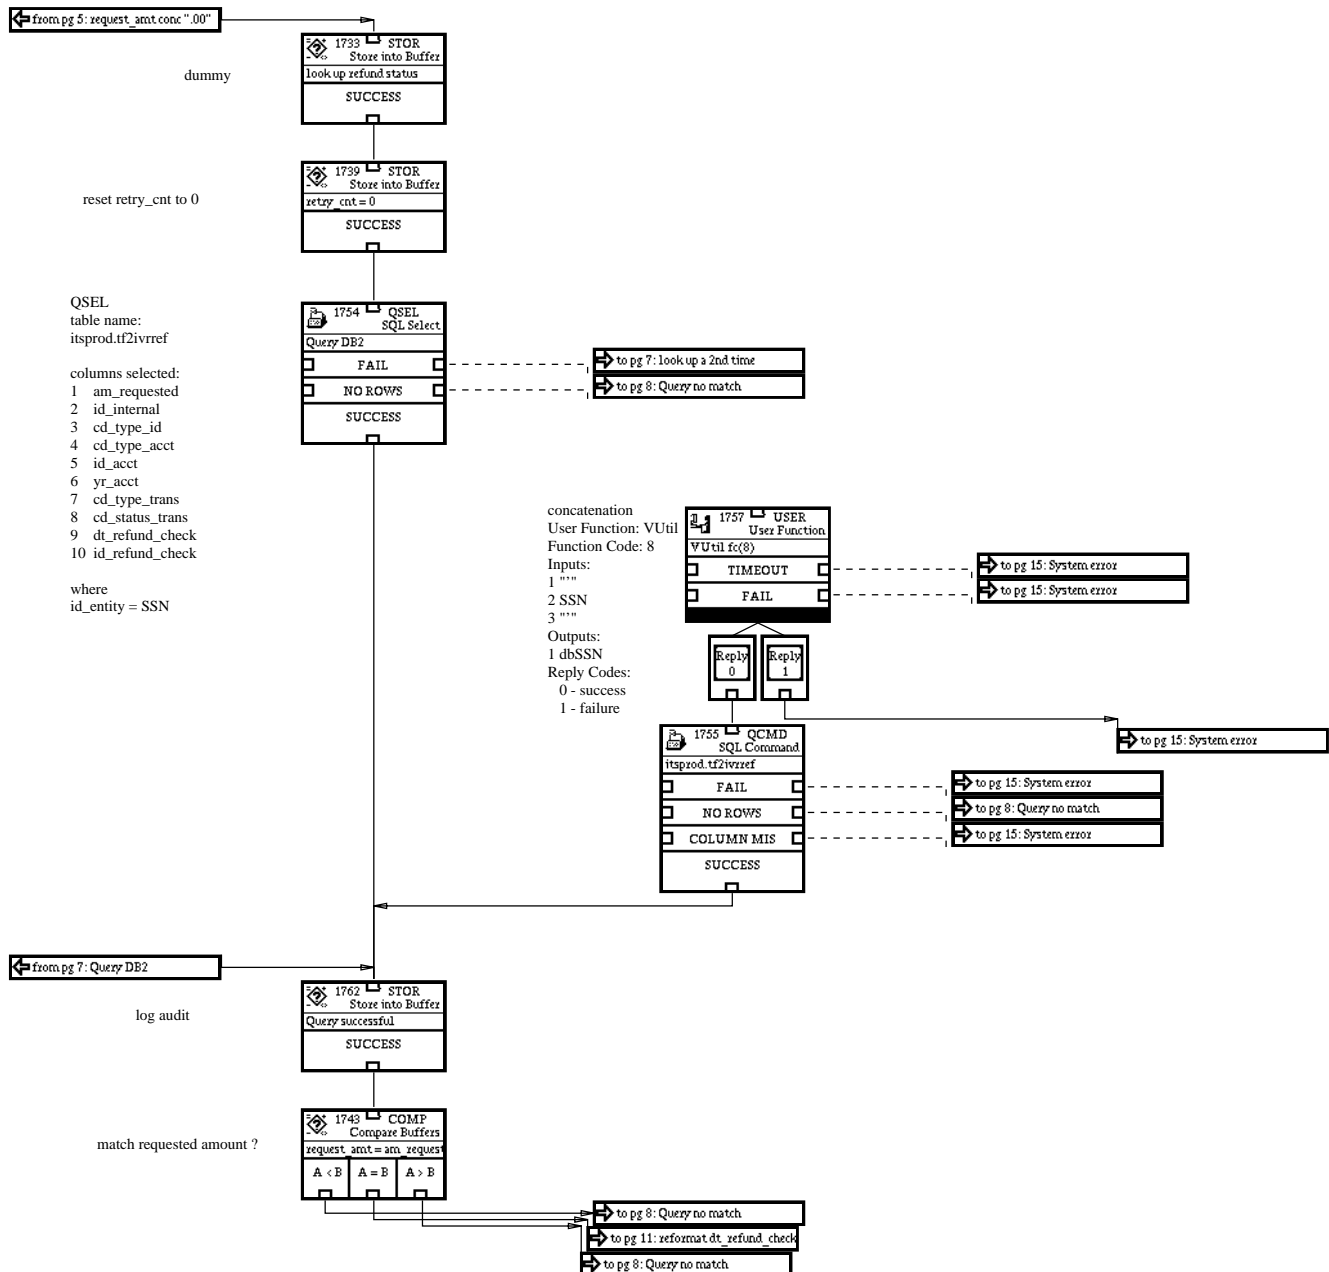 from pg 5: request_amt conc ".00"
1733 STOR
Store into Buffer
look up refund status
SUCCESS
dummy
1739 STOR
Store into Buffer
retry_cnt = 0
SUCCESS
reset retry_cnt to 0
QSEL
table name:
itsprod.tf2ivrref
columns selected:
1 am_requested
2 id_internal
3 cd_type_id
4 cd_type_acct
5 id_acct
6 yr_acct
7 cd_type_trans
8 cd_status_trans
9 dt_refund_check
10 id_refund_check
where
id_entity = SSN
1754 QSEL
SQL Select
Query DB2
FAIL
NO ROWS
SUCCESS
to pg 7: look up a 2nd time
to pg 8: Query no match
concatenation
User Function: VUtil
Function Code: 8
Inputs:
1 "'"
2 SSN
3 "'"
Outputs:
1 dbSSN
Reply Codes:
0 - success
1 - failure
1757 USER
User Function
VUtil fc(8)
TIMEOUT
FAIL
to pg 15: System error
to pg 15: System error
Reply
0
Reply
1
to pg 15: System error
1755 QCMD
SQL Command
itsprod.tf2ivrref
FAIL
NO ROWS
COLUMN MIS
SUCCESS
to pg 15: System error
to pg 8: Query no match
to pg 15: System error
from pg 7: Query DB2
1762 STOR
Store into Buffer
Query successful
SUCCESS
log audit
1743 COMP
Compare Buffers
request_amt = am_request
A < B
A = B
A > B
match requested amount ?
to pg 8: Query no match
to pg 11: reformat dt_refund_check
to pg 8: Query no match